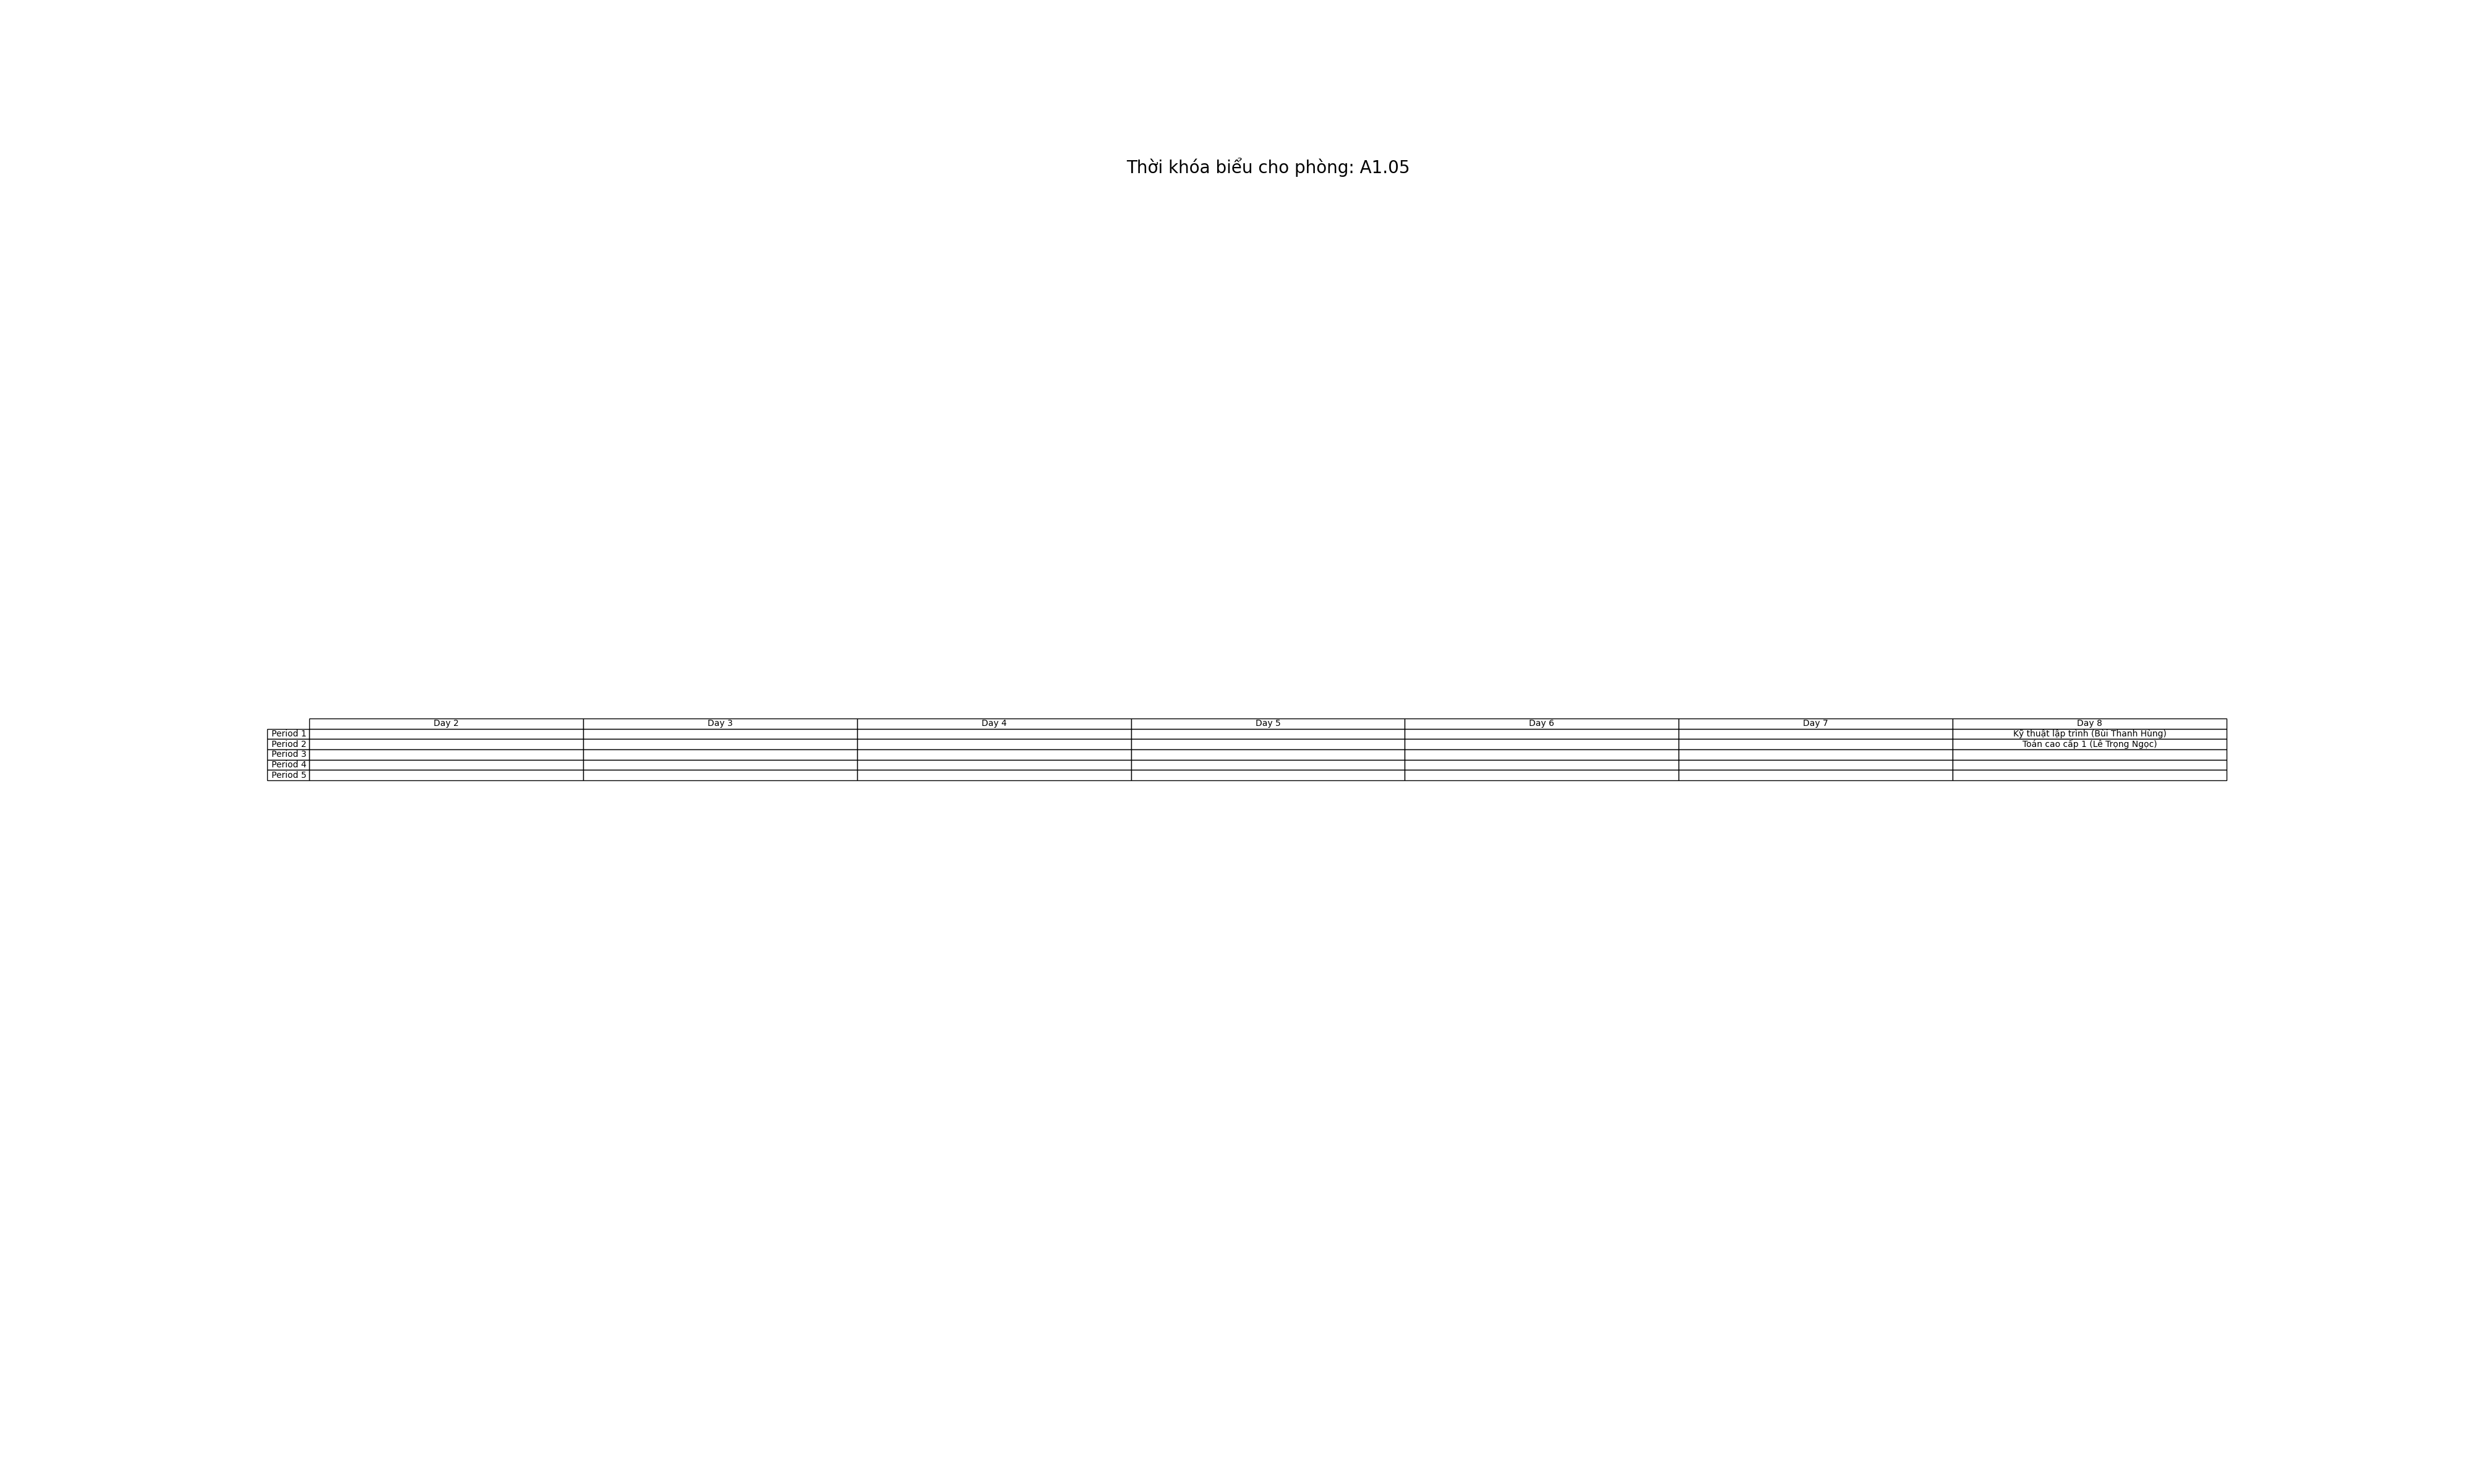 Thời khóa biểu cho phòng: A1.05
Day 2 Day 3 Day 4 Day 5 Day 6 Day 7 Day 8
Period 1 Kỹ thuật lập trình (Bùi Thanh Hùng)
Period 2 Toán cao cấp 1 (Lê Trọng Ngọc)
Period 3
Period 4
Period 5